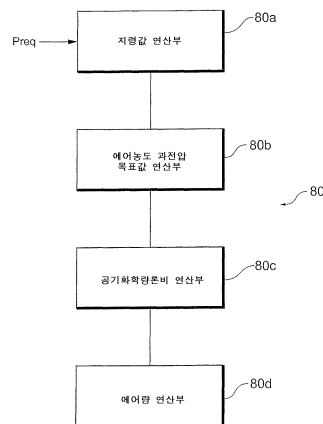 Preq
지령값 연산부
80a
에어농도 과전압
목표값 연산부
80b
80
공기화학량론비 연산부
80c
에어량 연산부
80d